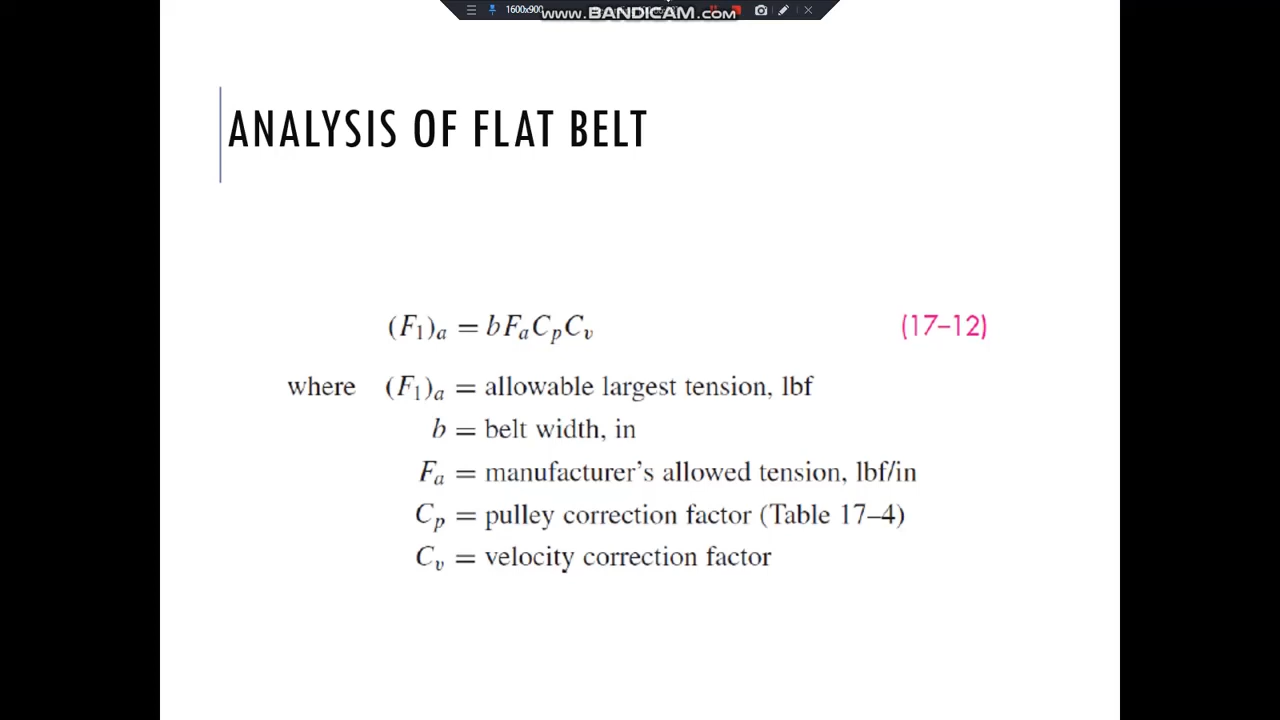 1600x900
www.BANDICAM.com
ANALYSIS OF FLAT BELT
(F₁)ₐ = bFₐCₚCᵥ (17–12)
where (F₁)ₐ = allowable largest tension, lbf
b = belt width, in
Fₐ = manufacturer's allowed tension, lbf/in
Cₚ = pulley correction factor (Table 17–4)
Cᵥ = velocity correction factor